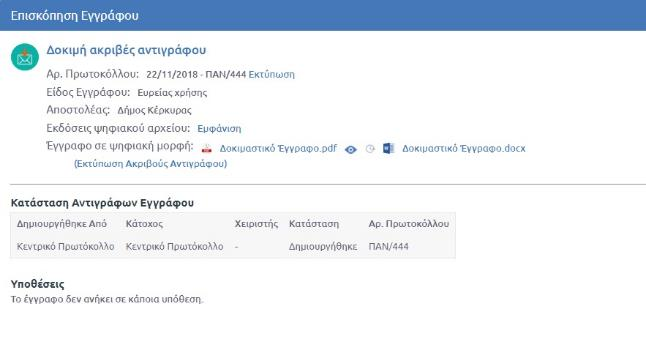 Επισκόπηση Εγγράφου
Δοκιμή ακριβές αντιγράφου
Αρ. Πρωτοκόλλου: 22/11/2018 - ΠΑΝ/444 Εκτύπωση
Είδος Εγγράφου: Ευρείας χρήσης
Αποστολέας: Δήμος Κέρκυρας
Εκδόσεις ψηφιακού αρχείου: Εμφάνιση
Έγγραφο σε ψηφιακή μορφή: Δοκιμαστικό Έγγραφο.pdf Δοκιμαστικό Έγγραφο.docx
(Εκτύπωση Ακριβούς Αντιγράφου)
Κατάσταση Αντιγράφων Εγγράφου
Δημιουργήθηκε Από Κάτοχος Χειριστής Κατάσταση Αρ. Πρωτοκόλλου
Κεντρικό Πρωτόκολλο Κεντρικό Πρωτόκολλο - Δημιουργήθηκε ΠΑΝ/444
Υποθέσεις
Το έγγραφο δεν ανήκει σε κάποια υπόθεση.